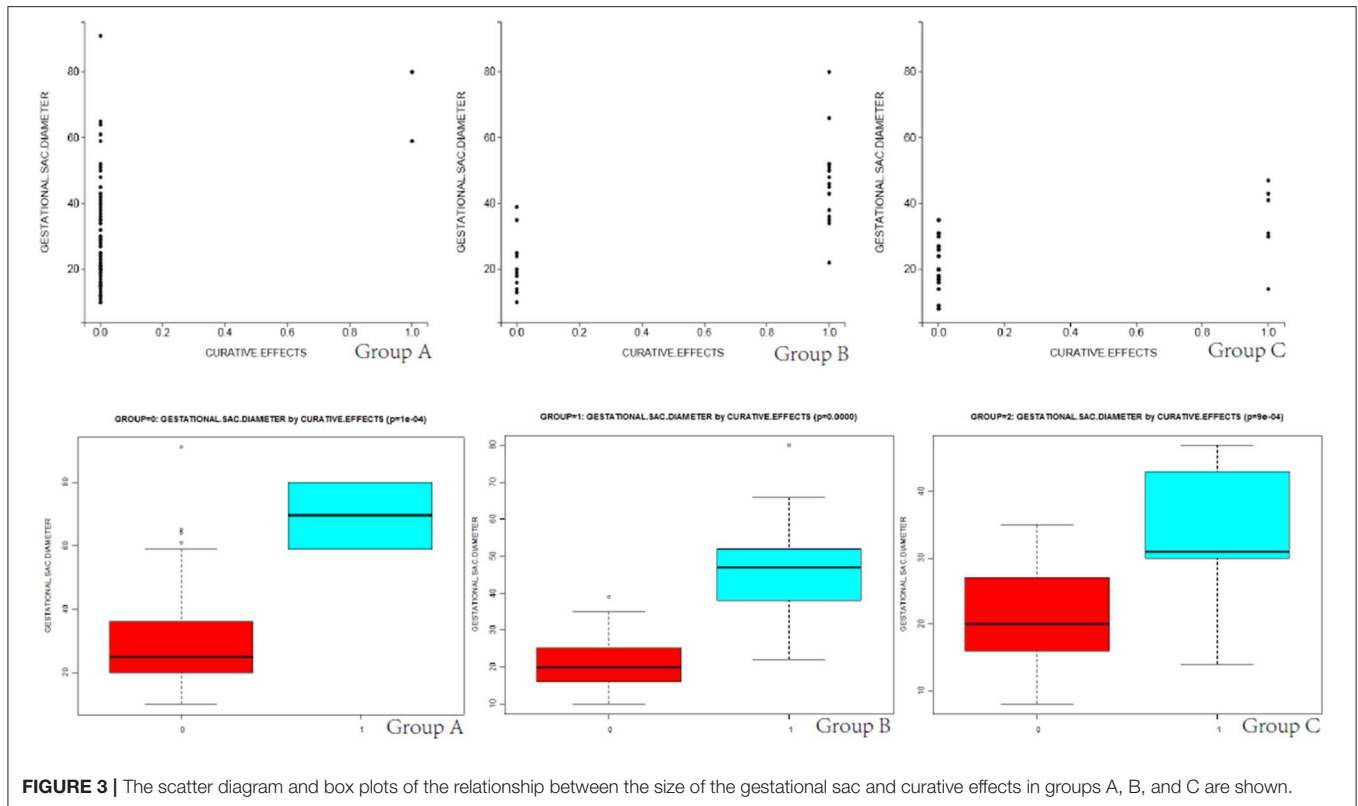 GESTATIONAL.SAC.DIAMETER
80
60
40
20
0.0 0.2 0.4 0.6 0.8 1.0
CURATIVE.EFFECTS
Group A
GESTATIONAL.SAC.DIAMETER
80
60
40
20
0.0 0.2 0.4 0.6 0.8 1.0
CURATIVE.EFFECTS
Group B
GESTATIONAL.SAC.DIAMETER
80
60
40
20
0.0 0.2 0.4 0.6 0.8 1.0
CURATIVE.EFFECTS
Group C
GROUP=0: GESTATIONAL.SAC.DIAMETER by CURATIVE.EFFECTS (p=1e-04)
GESTATIONAL.SAC.DIAMETER
80
60
40
20
0 1
Group A
GROUP=1: GESTATIONAL.SAC.DIAMETER by CURATIVE.EFFECTS (p=0.0000)
GESTATIONAL.SAC.DIAMETER
80
70
60
50
40
30
20
10
0 1
Group B
GROUP=2: GESTATIONAL.SAC.DIAMETER by CURATIVE.EFFECTS (p=9e-04)
GESTATIONAL.SAC.DIAMETER
40
30
20
10
0 1
Group C
FIGURE 3 | The scatter diagram and box plots of the relationship between the size of the gestational sac and curative effects in groups A, B, and C are shown.